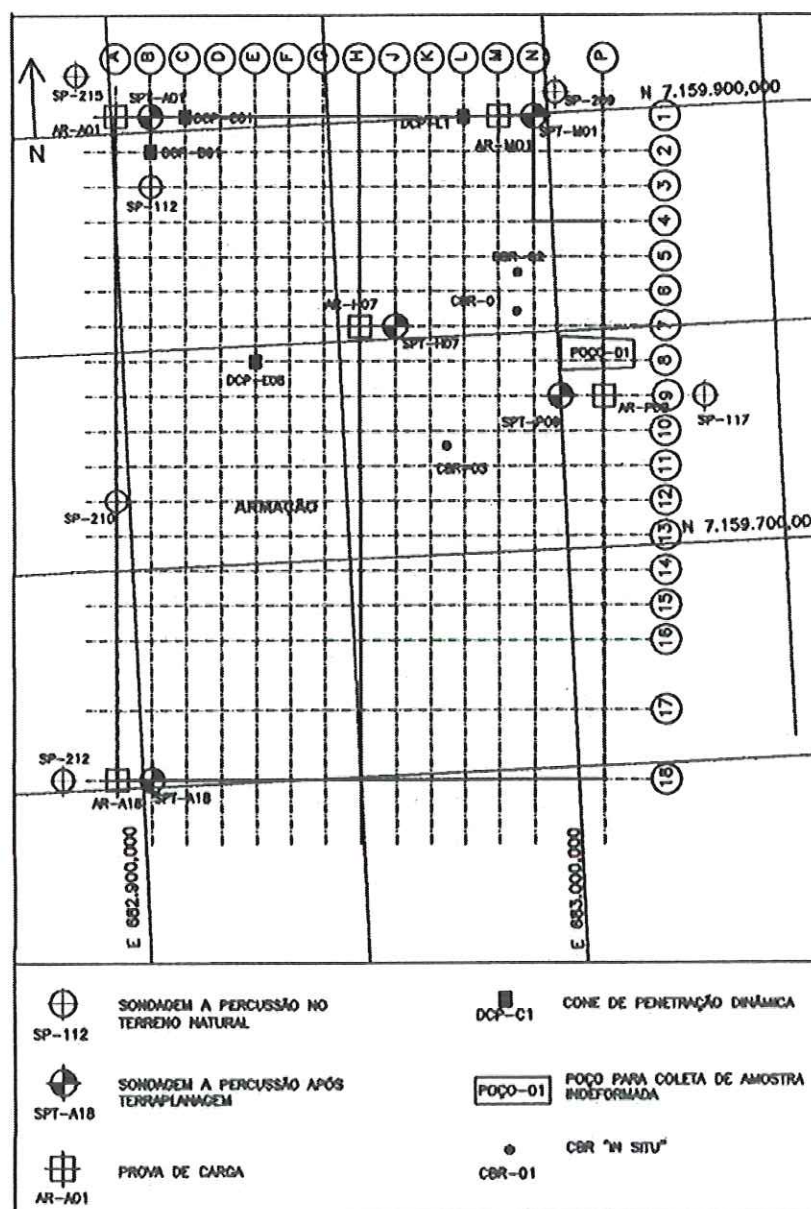 A B C D E F G H J K L M N P
SP-215
SPT-A01
SP-209
N 7.159.900,000
AR-A01
DCP-C01
DCP-L1
AR-M01
SPT-M01
1
N
DCP-B01
2
SP-112
3
4
5
CBR-02
6
CBR-0
AR-H07
7
SPT-H07
POÇO-01
8
DCP-E08
9
SPT-P09
AR-P09
SP-117
10
CBR-03
11
SP-210
ARMAÇÃO
12
N 7.159.700,00
13
14
15
16
17
SP-212
18
AR-A18
SPT-A18
E 682.900,000
E 683.000,000
SP-112
SONDAGEM A PERCUSSÃO NO
TERRENO NATURAL
SPT-A18
SONDAGEM A PERCUSSÃO APÓS
TERRAPLANAGEM
AR-A01
PROVA DE CARGA
DCP-C1
CONE DE PENETRAÇÃO DINÂMICA
POÇO-01
POÇO PARA COLETA DE AMOSTRA
INDEFORMADA
CBR-01
CBR "IN SITU"